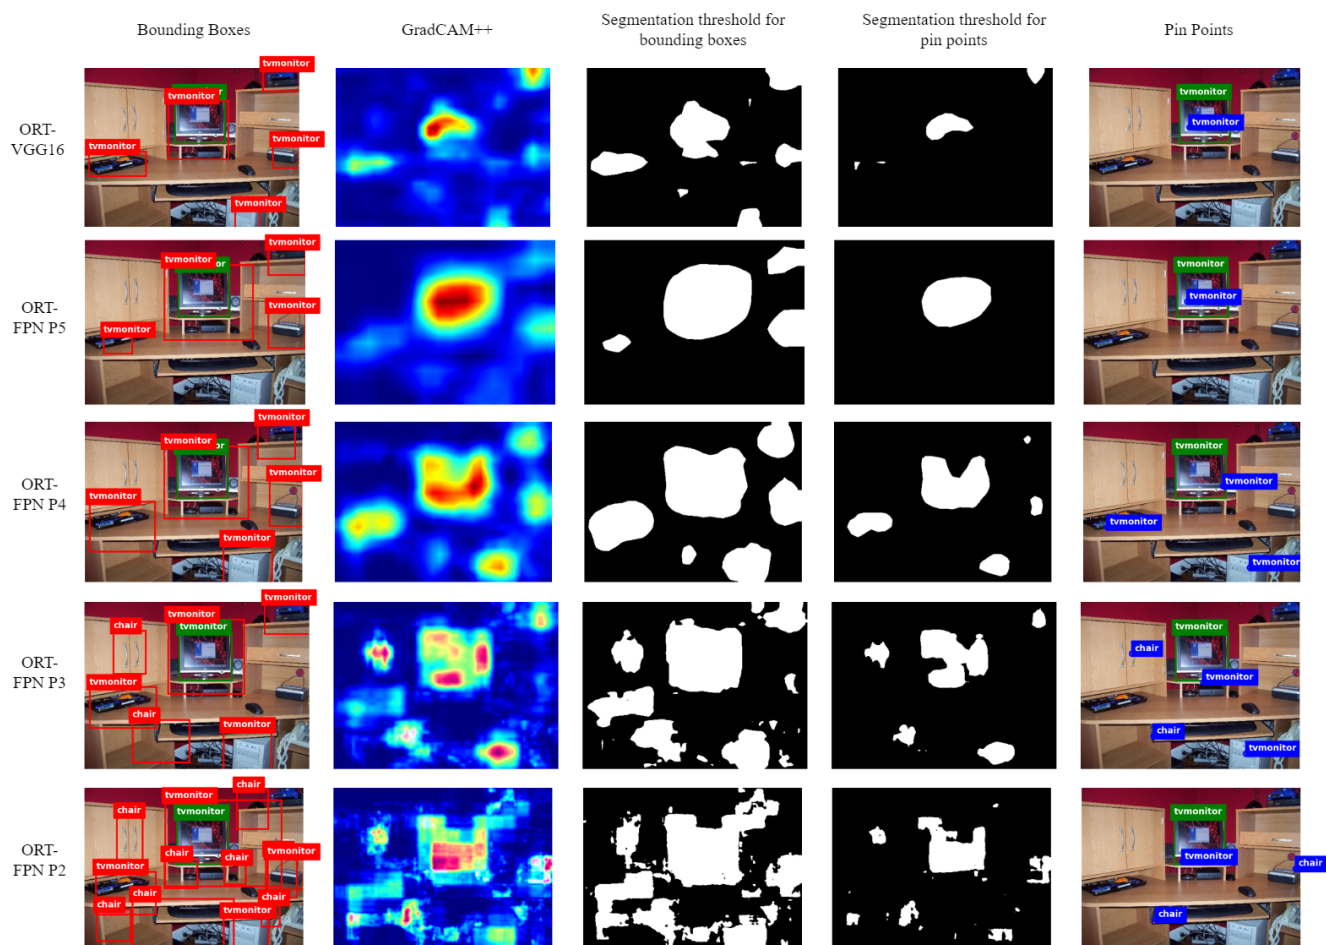 Bounding Boxes
GradCAM++
Segmentation threshold for
bounding boxes
Segmentation threshold for
pin points
Pin Points
ORT-
VGG16
tvmonitor
tvmonitor
tvmonitor
tvmonitor
tvmonitor
tvmonitor
tvmonitor
ORT-
FPN P5
tvmonitor
tvmonitor
monitor
tvmonitor
tvmonitor
tvmonitor
tvmonitor
ORT-
FPN P4
tvmonitor
tvmonitor
monitor
tvmonitor
tvmonitor
tvmonitor
tvmonitor
tvmonitor
tvmonitor
tvmonitor
ORT-
FPN P3
tvmonitor
tvmonitor
chair
tvmonitor
tvmonitor
chair
tvmonitor
tvmonitor
chair
tvmonitor
chair
tvmonitor
ORT-
FPN P2
chair
tvmonitor
chair
tvmonitor
tvmonitor
chair
chair
tvmonitor
chair
chair
chair
tvmonitor
tvmonitor
tvmonitor
chair
chair